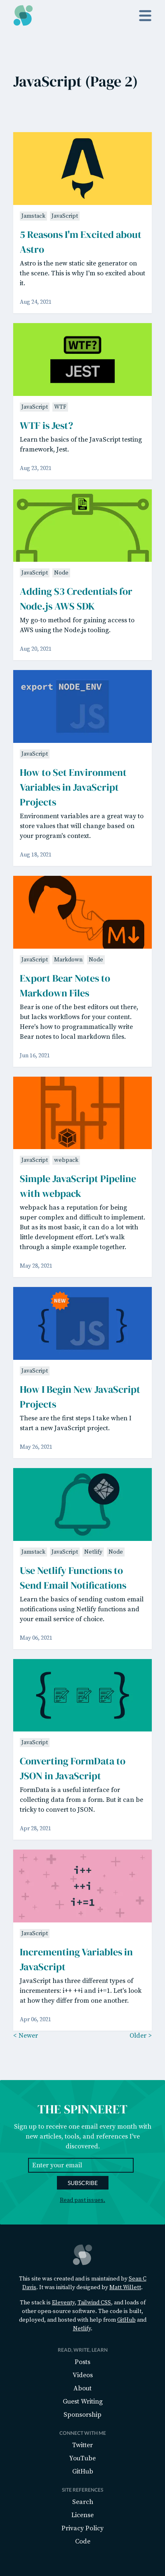 JavaScript (Page 2)
Jamstack JavaScript
5 Reasons I'm Excited about
Astro
Astro is the new static site generator on
the scene. This is why I'm so excited about
it.
Aug 24, 2021
WTF?
JEST
JavaScript WTF
WTF is Jest?
Learn the basics of the JavaScript testing
framework, Jest.
Aug 23, 2021
JavaScript Node
Adding S3 Credentials for
Node.js AWS SDK
My go-to method for gaining access to
AWS using the Node.js tooling.
Aug 20, 2021
export NODE_ENV
JS
JavaScript
How to Set Environment
Variables in JavaScript
Projects
Environment variables are a great way to
store values that will change based on
your program's context.
Aug 18, 2021
JavaScript Markdown Node
Export Bear Notes to
Markdown Files
Bear is one of the best editors out there,
but lacks workflows for your content.
Here's how to programmatically write
Bear notes to local markdown files.
Jun 16, 2021
JavaScript webpack
Simple JavaScript Pipeline
with webpack
webpack has a reputation for being
super complex and difficult to implement.
But as its most basic, it can do a lot with
little development effort. Let's walk
through a simple example together.
May 28, 2021
NEW
{ JS }
JavaScript
How I Begin New JavaScript
Projects
These are the first steps I take when I
start a new JavaScript project.
May 26, 2021
Jamstack JavaScript Netlify Node
Use Netlify Functions to
Send Email Notifications
Learn the basics of sending custom email
notifications using Netlify functions and
your email service of choice.
May 06, 2021
{ }
JavaScript
Converting FormData to
JSON in JavaScript
FormData is a useful interface for
collecting data from a form. But it can be
tricky to convert to JSON.
Apr 28, 2021
i++
++i
i+=1
JavaScript
Incrementing Variables in
JavaScript
JavaScript has three different types of
incrementers: i++ ++i and i+=1. Let's look
at how they differ from one another.
Apr 06, 2021
< Newer Older >
THE SPINNERET
Sign up to receive one email every month with
new articles, tools, and references I've
discovered.
Enter your email
SUBSCRIBE
Read past issues.
This site was created and is maintained by Sean C
Davis. It was initially designed by Matt Willett.
The stack is Eleventy, Tailwind CSS, and loads of
other open-source software. The code is built,
deployed, and hosted with help from GitHub and
Netlify.
READ. WRITE. LEARN
Posts
Videos
About
Guest Writing
Sponsorship
CONNECT WITH ME
Twitter
YouTube
GitHub
SITE REFERENCES
Search
License
Privacy Policy
Code